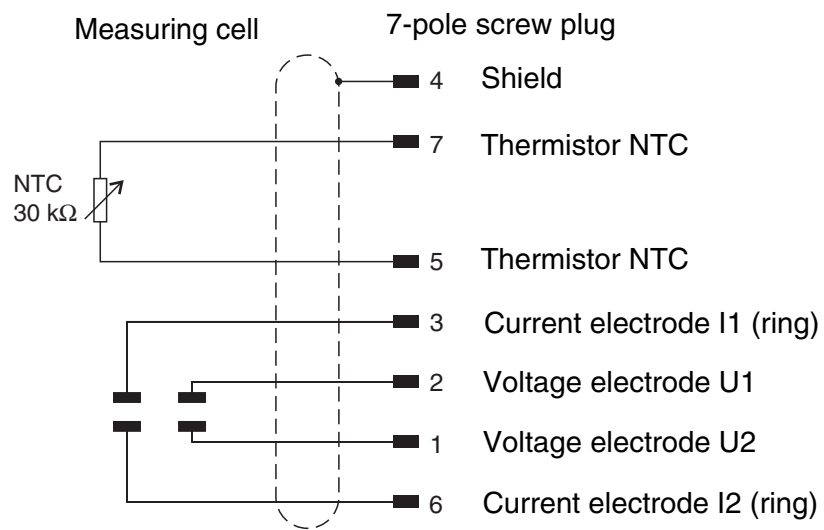 Measuring cell 7-pole screw plug
4 Shield
7 Thermistor NTC
NTC
30 kΩ
5 Thermistor NTC
3 Current electrode I1 (ring)
2 Voltage electrode U1
1 Voltage electrode U2
6 Current electrode I2 (ring)